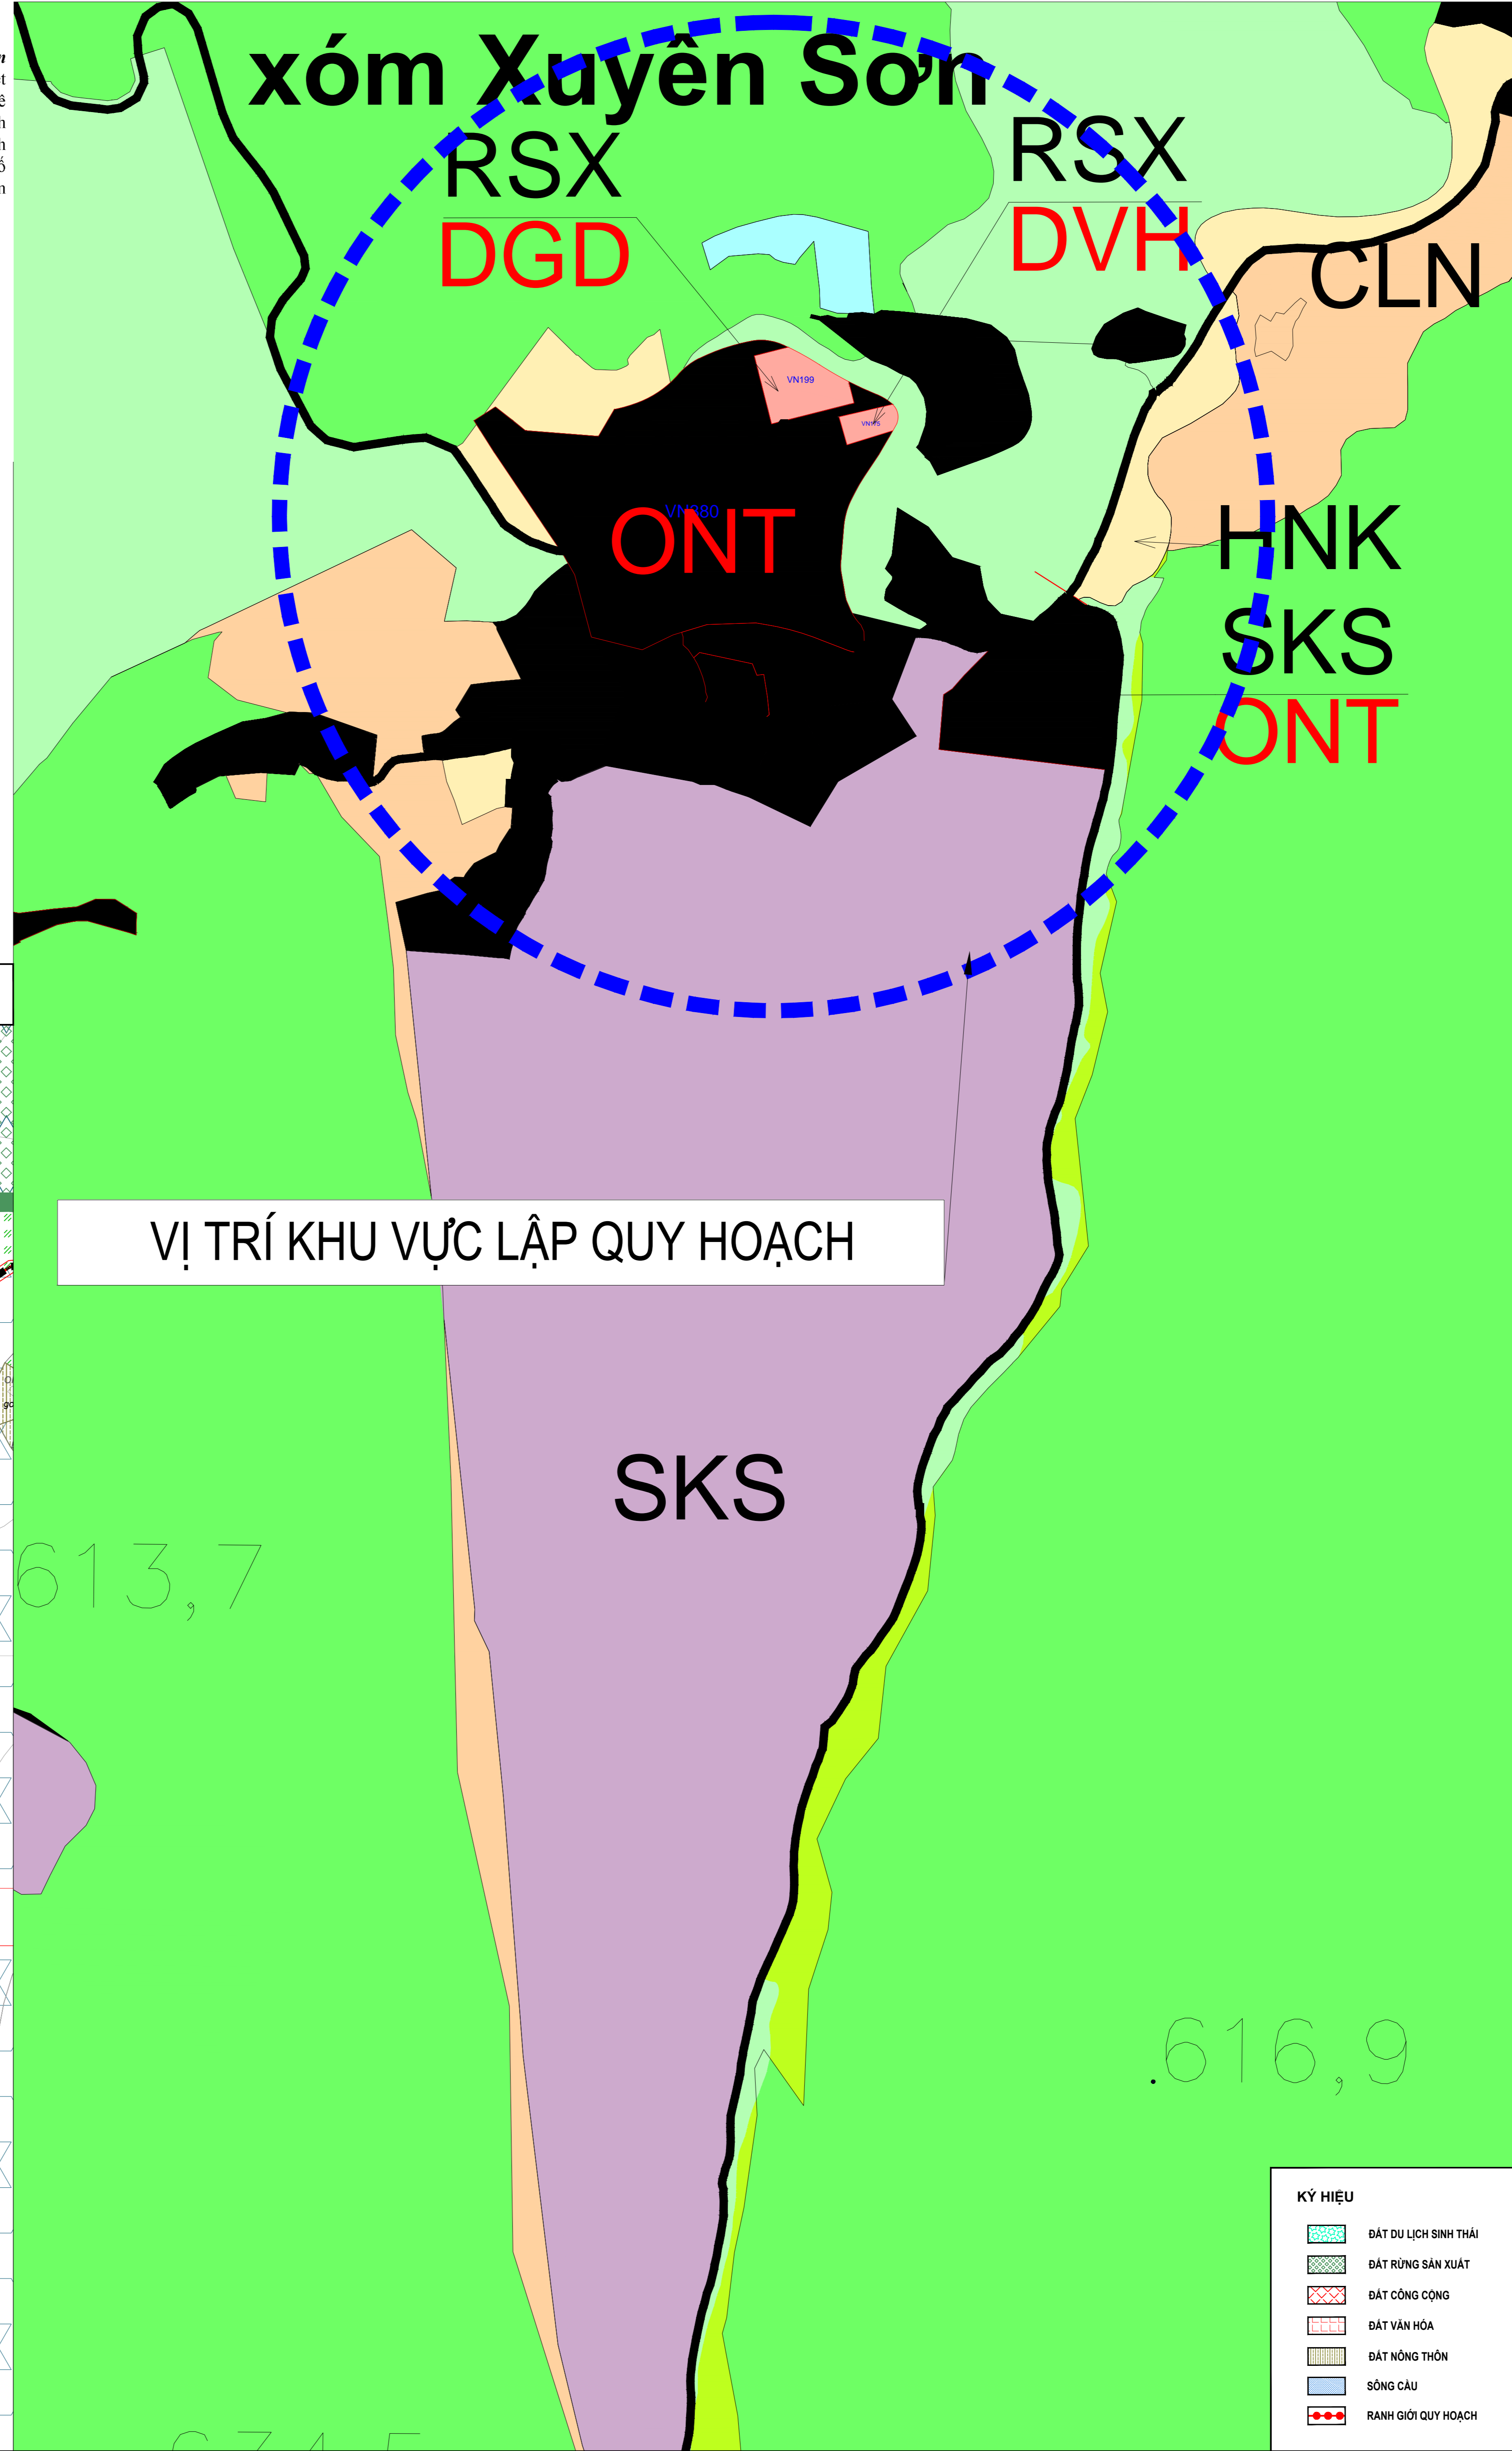 xóm Xuyên Sơn
RSX
DGD
RSX
DVH
CLN
VN199
ONT
HNK
SKS
ONT
VỊ TRÍ KHU VỰC LẬP QUY HOẠCH
SKS
613,7
.616,9
KÝ HIỆU
ĐẤT DU LỊCH SINH THÁI
ĐẤT RỪNG SẢN XUẤT
ĐẤT CÔNG CỘNG
ĐẤT VĂN HÓA
ĐẤT NÔNG THÔN
SÔNG CẦU
RANH GIỚI QUY HOẠCH